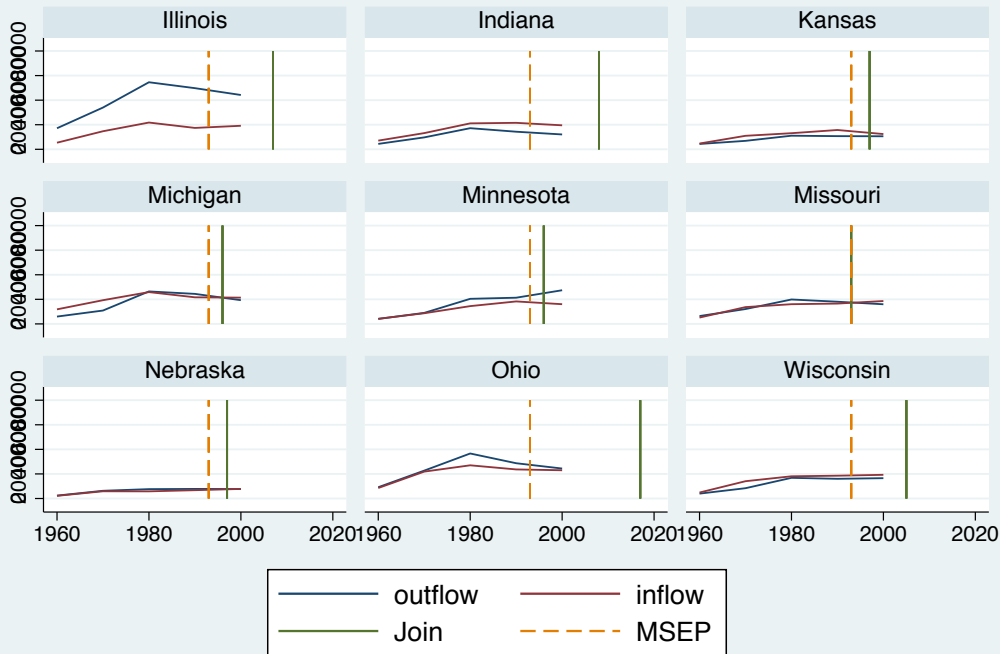 Illinois Indiana Kansas
Michigan Minnesota Missouri
Nebraska Ohio Wisconsin
1960 1980 2000 2020 1960 1980 2000 2020 1960 1980 2000 2020
outflow inflow
Join MSEP